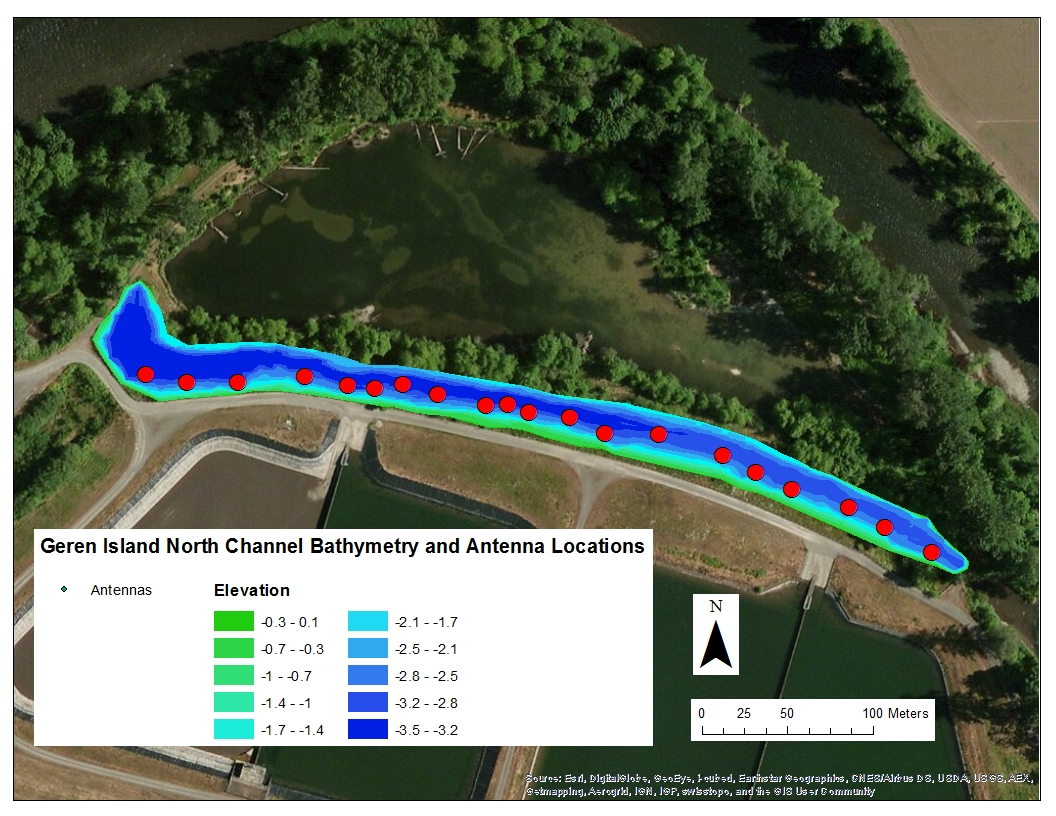 Geren Island North Channel Bathymetry and Antenna Locations
Antennas
Elevation
-0.3 - 0.1
-0.7 - -0.3
-1 - -0.7
-1.4 - -1
-1.7 - -1.4
-2.1 - -1.7
-2.5 - -2.1
-2.8 - -2.5
-3.2 - -2.8
-3.5 - -3.2
N
0 25 50 100 Meters
Source: Esri, DigitalGlobe, GeoEye, i-cubed, Earthstar Geographics, CNES/Airbus DS, USDA, USGS, AEX,
Getmapping, Aerogrid, IGN, IGP, swisstopo, and the GIS User Community